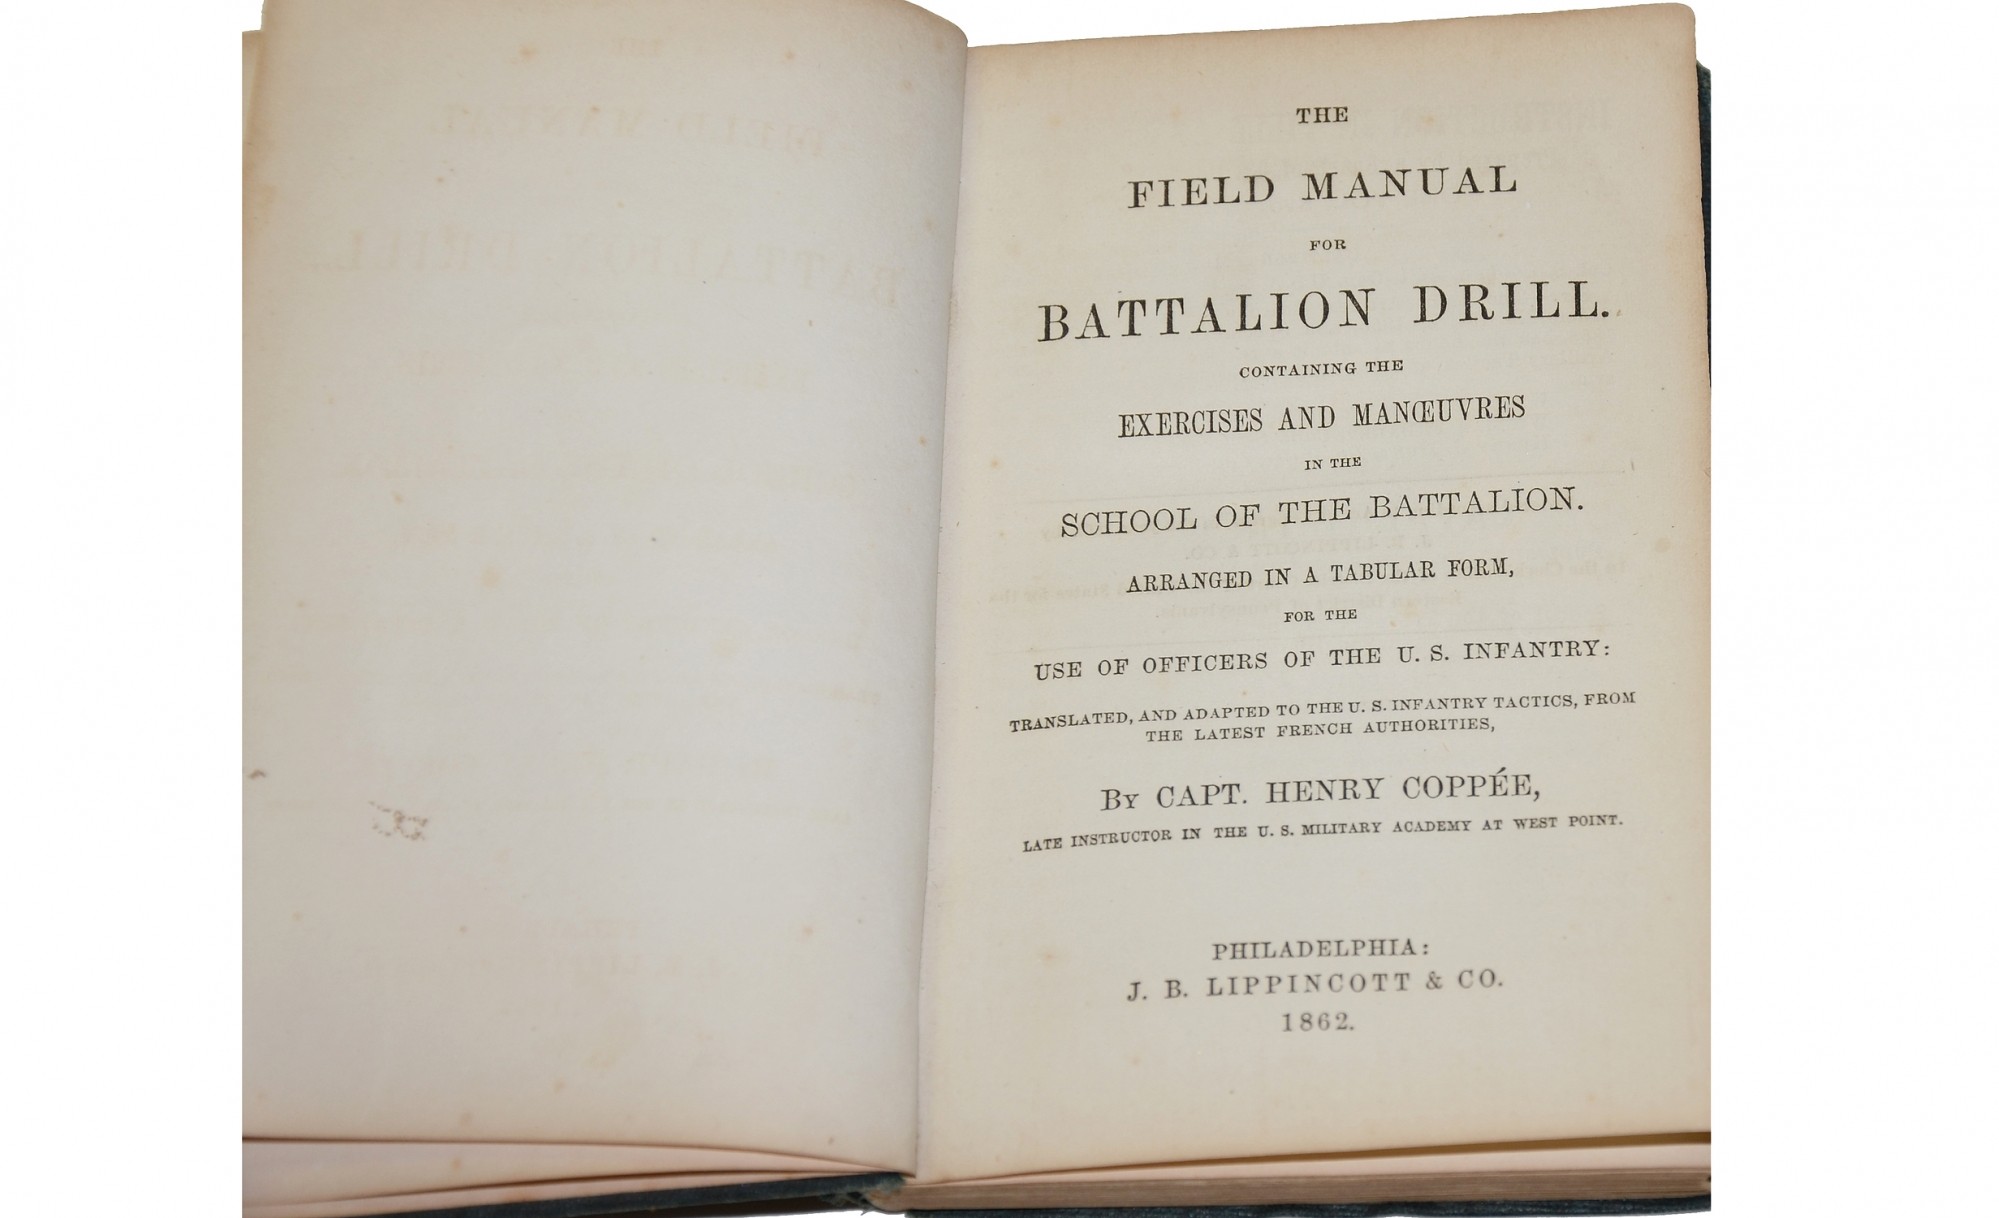 THE
FIELD MANUAL
FOR
BATTALION DRILL.
CONTAINING THE
EXERCISES AND MANŒUVRES
IN THE
SCHOOL OF THE BATTALION.
ARRANGED IN A TABULAR FORM,
FOR THE
USE OF OFFICERS OF THE U. S. INFANTRY:
TRANSLATED, AND ADAPTED TO THE U. S. INFANTRY TACTICS, FROM
THE LATEST FRENCH AUTHORITIES,
BY CAPT. HENRY COPPÉE,
LATE INSTRUCTOR IN THE U. S. MILITARY ACADEMY AT WEST POINT.
PHILADELPHIA:
J. B. LIPPINCOTT & CO.
1862.